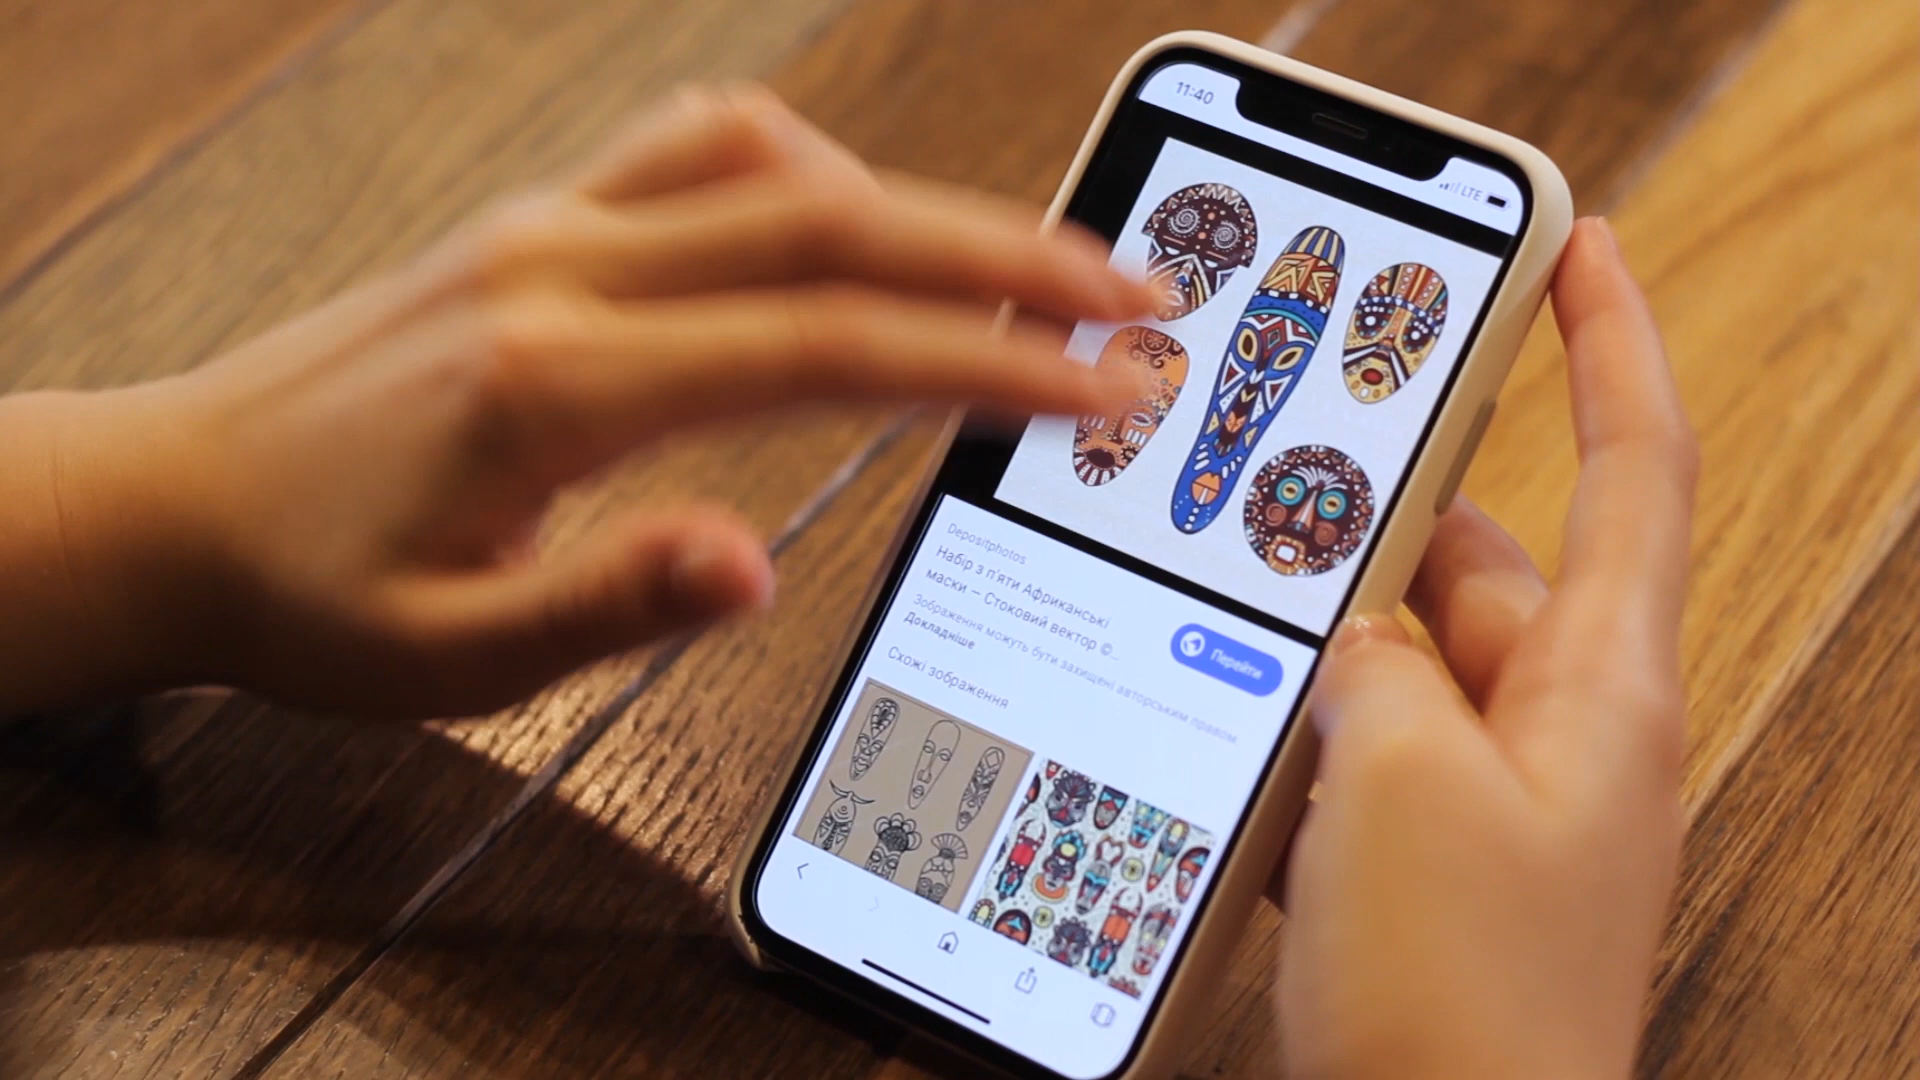 11:40
LTE
Depositphotos
Набір з п'яти Африканські
маски — Стоковий вектор ©...
Перейти
Зображення можуть бути захищені авторським правом.
Докладніше
Схожі зображення